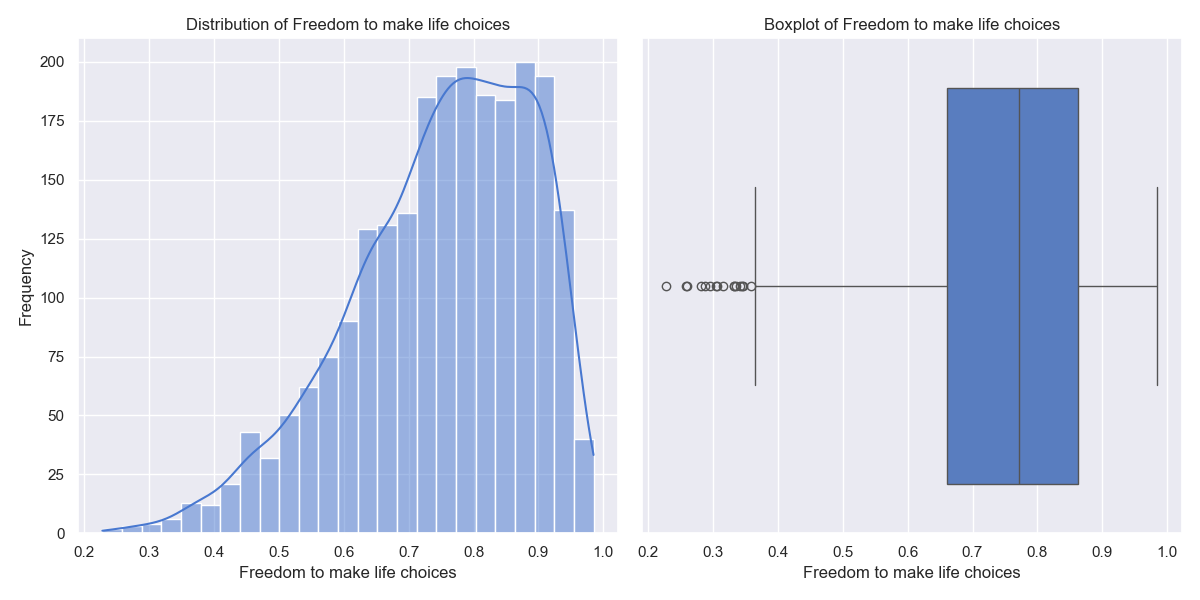 Distribution of Freedom to make life choices
Frequency
200
175
150
125
100
75
50
25
0
0.2 0.3 0.4 0.5 0.6 0.7 0.8 0.9 1.0
Freedom to make life choices
Boxplot of Freedom to make life choices
0.2 0.3 0.4 0.5 0.6 0.7 0.8 0.9 1.0
Freedom to make life choices